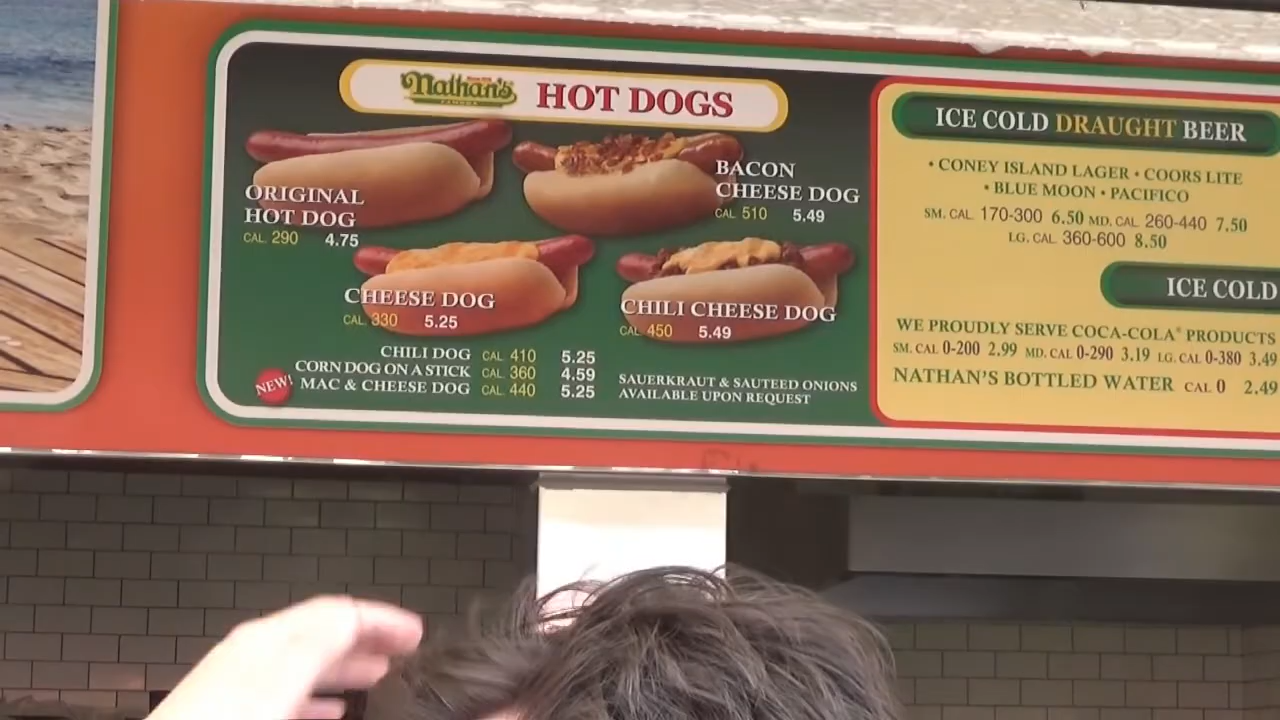 Nathan's FAMOUS HOT DOGS
ORIGINAL
HOT DOG
CAL. 290 4.75
BACON
CHEESE DOG
CAL 510 5.49
CHEESE DOG
CAL. 330 5.25
CHILI CHEESE DOG
CAL 450 5.49
CHILI DOG CAL 410 5.25
CORN DOG ON A STICK CAL 360 4.59
NEW! MAC & CHEESE DOG CAL. 440 5.25
SAUERKRAUT & SAUTEED ONIONS
AVAILABLE UPON REQUEST
ICE COLD DRAUGHT BEER
• CONEY ISLAND LAGER • COORS LITE
• BLUE MOON • PACIFICO
SM. CAL 170-300 6.50 MD. CAL 260-440 7.50
LG. CAL 360-600 8.50
ICE COLD
WE PROUDLY SERVE COCA-COLA® PRODUCTS
SM. CAL 0-200 2.99 MD. CAL 0-290 3.19 LG. CAL 0-380 3.49
NATHAN'S BOTTLED WATER CAL 0 2.49